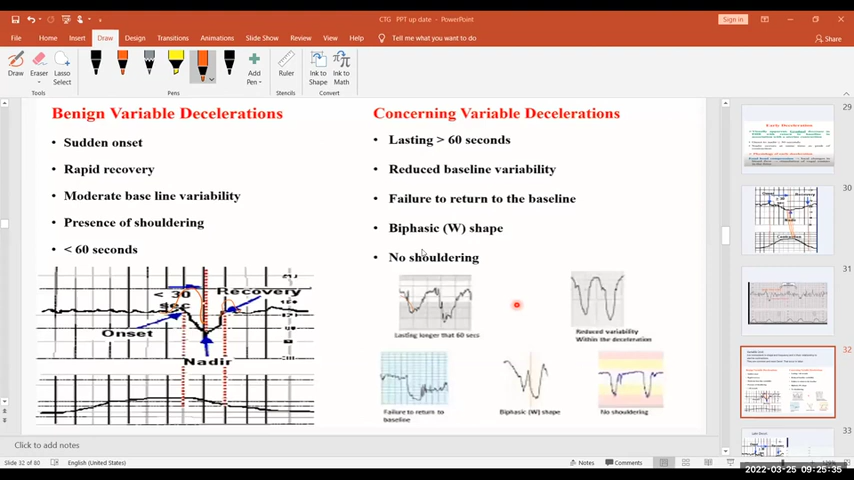 CTG PPT up date - PowerPoint
Sign in
File Home Insert Draw Design Transitions Animations Slide Show Review View Help Tell me what you want to do Share
Draw Eraser Lasso Select Add Pen Ruler Ink to Shape Ink to Math
Tools Pens Stencils Convert
Benign Variable Decelerations
• Sudden onset
• Rapid recovery
• Moderate base line variability
• Presence of shouldering
• < 60 seconds
< 30 sec
Recovery
Onset
Nadir
Concerning Variable Decelerations
• Lasting > 60 seconds
• Reduced baseline variability
• Failure to return to the baseline
• Biphasic (W) shape
• No shouldering
Lasting longer that 60 secs
Reduced variability
Within the deceleration
Failure to return to
baseline
Biphasic (W) shape
No shouldering
29
Early Deceleration
30
Onset
Recovery
31
32
33
Click to add notes
Slide 32 of 80 English (United States) Notes Comments
2022-03-25 09:25:35